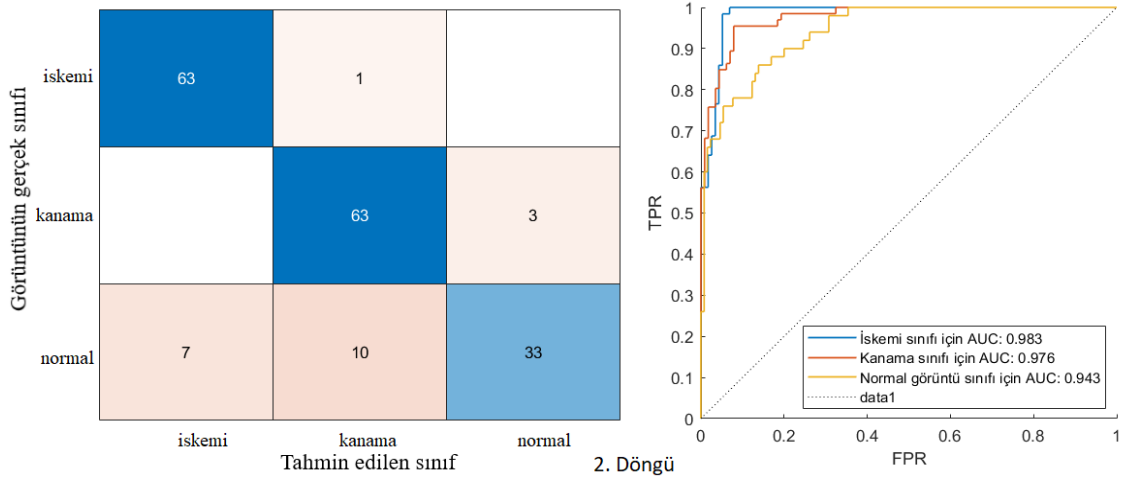 Görüntünün gerçek sınıfı
iskemi
63
1
kanama
63
3
normal
7
10
33
iskemi
kanama
normal
Tahmin edilen sınıf
2. Döngü
TPR
1
0.9
0.8
0.7
0.6
0.5
0.4
0.3
0.2
0.1
0
İskemi sınıfı için AUC: 0.983
Kanama sınıfı için AUC: 0.976
Normal görüntü sınıfı için AUC: 0.943
data1
0
0.2
0.4
0.6
0.8
1
FPR